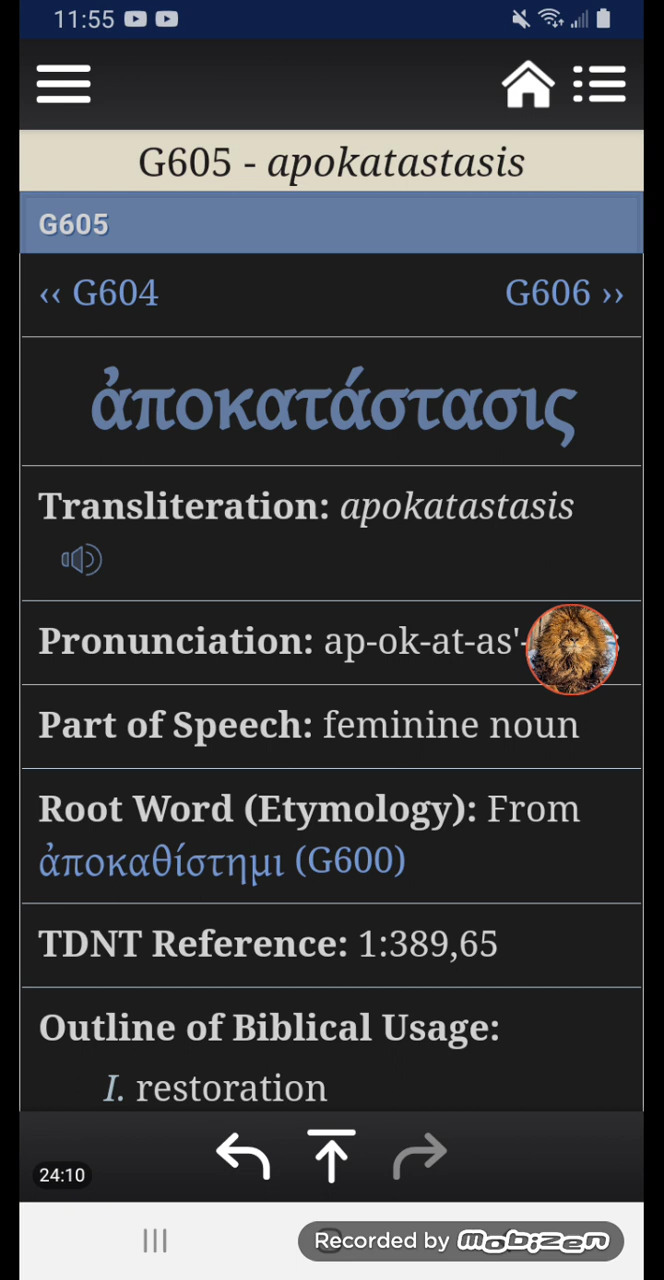 11:55
G605 - apokatastasis
G605
‹‹ G604 G606 ››
ἀποκατάστασις
Transliteration: apokatastasis
Pronunciation: ap-ok-at-as'-
Part of Speech: feminine noun
Root Word (Etymology): From
ἀποκαθίστημι (G600)
TDNT Reference: 1:389,65
Outline of Biblical Usage:
I. restoration
24:10
Recorded by mobizen